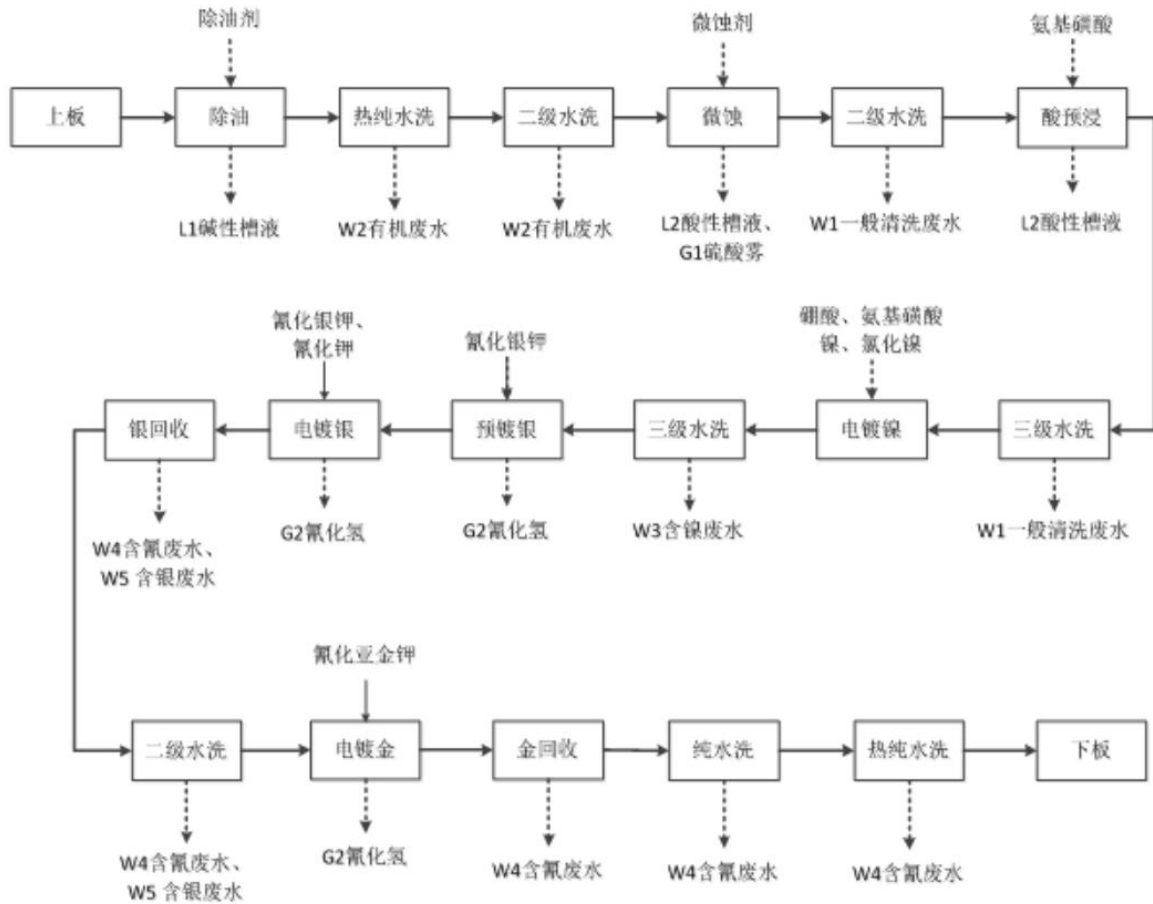 除油剂
微蚀剂
氨基磺酸
上板
除油
热纯水洗
二级水洗
微蚀
二级水洗
酸预浸
L1碱性槽液
W2有机废水
W2有机废水
L2酸性槽液、
G1硫酸雾
W1一般清洗废水
L2酸性槽液
氰化银钾、
氰化钾
氰化银钾
硼酸、氨基磺酸
镍、氯化镍
银回收
电镀银
预镀银
三级水洗
电镀镍
三级水洗
W4含氰废水、
W5 含银废水
G2氰化氢
G2氰化氢
W3含镍废水
W1一般清洗废水
氰化亚金钾
二级水洗
电镀金
金回收
纯水洗
热纯水洗
下板
W4含氰废水、
W5 含银废水
G2氰化氢
W4含氰废水
W4含氰废水
W4含氰废水